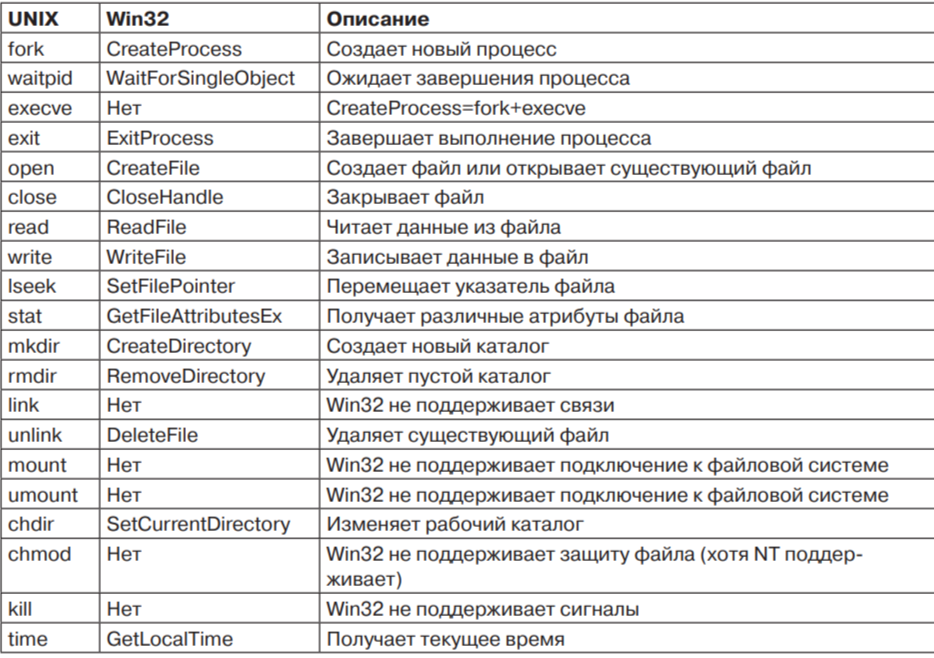 UNIX Win32 Описание
fork CreateProcess Создает новый процесс
waitpid WaitForSingleObject Ожидает завершения процесса
execve Нет CreateProcess=fork+execve
exit ExitProcess Завершает выполнение процесса
open CreateFile Создает файл или открывает существующий файл
close CloseHandle Закрывает файл
read ReadFile Читает данные из файла
write WriteFile Записывает данные в файл
lseek SetFilePointer Перемещает указатель файла
stat GetFileAttributesEx Получает различные атрибуты файла
mkdir CreateDirectory Создает новый каталог
rmdir RemoveDirectory Удаляет пустой каталог
link Нет Win32 не поддерживает связи
unlink DeleteFile Удаляет существующий файл
mount Нет Win32 не поддерживает подключение к файловой системе
umount Нет Win32 не поддерживает подключение к файловой системе
chdir SetCurrentDirectory Изменяет рабочий каталог
chmod Нет Win32 не поддерживает защиту файла (хотя NT поддер-
живает)
kill Нет Win32 не поддерживает сигналы
time GetLocalTime Получает текущее время